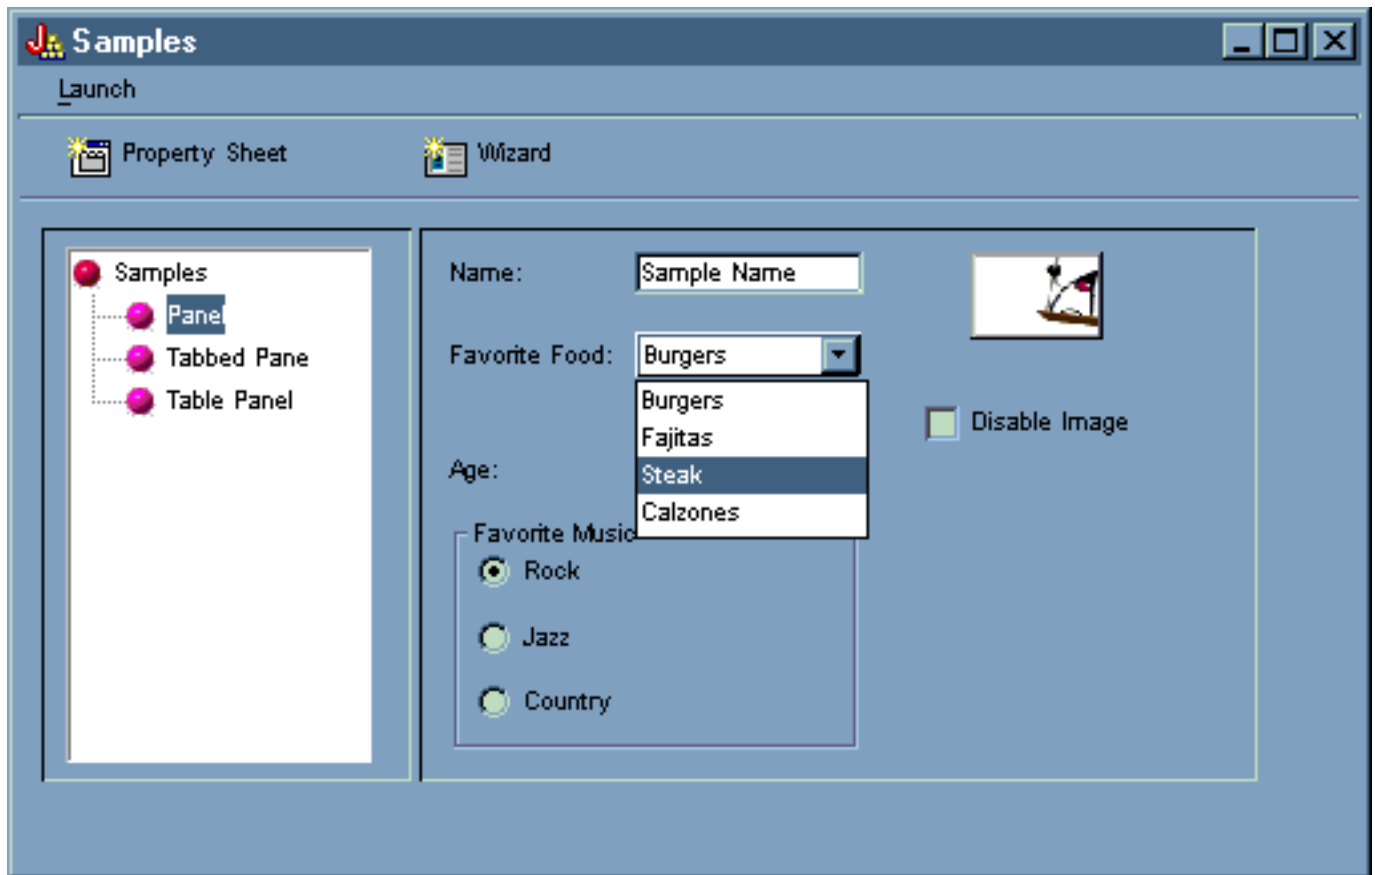 Samples
Launch
Property Sheet
Wizard
Samples
Panel
Tabbed Pane
Table Panel
Name:
Sample Name
Favorite Food:
Burgers
Burgers
Fajitas
Steak
Calzones
Disable Image
Age:
Favorite Music
Rock
Jazz
Country